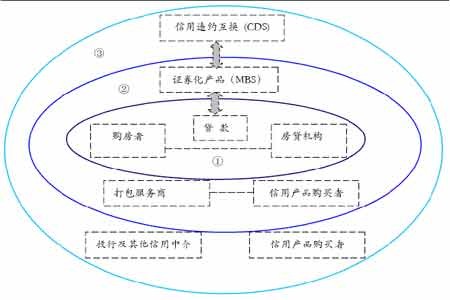 信用违约互换 (CDS)
③
证券化产品 (MBS)
②
贷 款
购房者
房贷机构
①
打包服务商
信用产品购买者
投行及其他信用中介
信用产品购买者